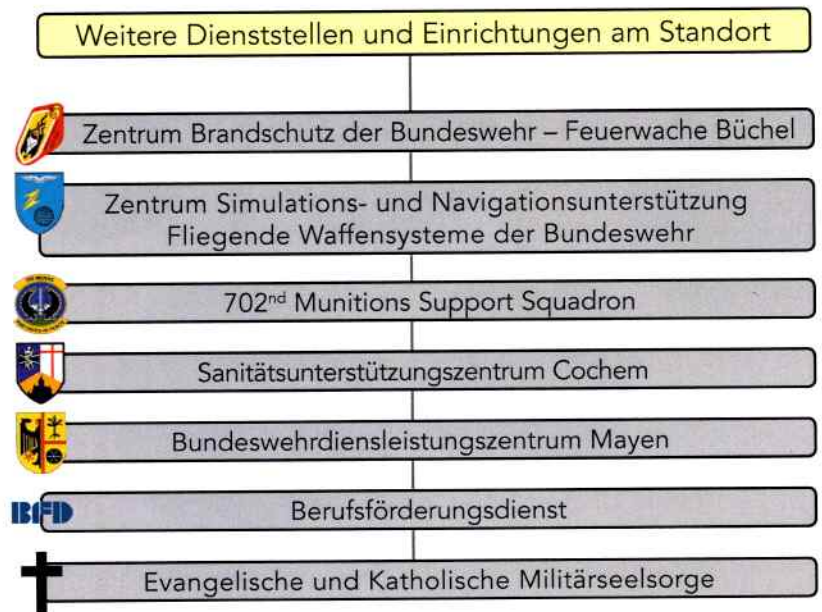 Weitere Dienststellen und Einrichtungen am Standort
Zentrum Brandschutz der Bundeswehr – Feuerwache Büchel
Zentrum Simulations- und Navigationsunterstützung
Fliegende Waffensysteme der Bundeswehr
702nd Munitions Support Squadron
Sanitätsunterstützungszentrum Cochem
Bundeswehrdiensleistungszentrum Mayen
BFD
Berufsförderungsdienst
Evangelische und Katholische Militärseelsorge